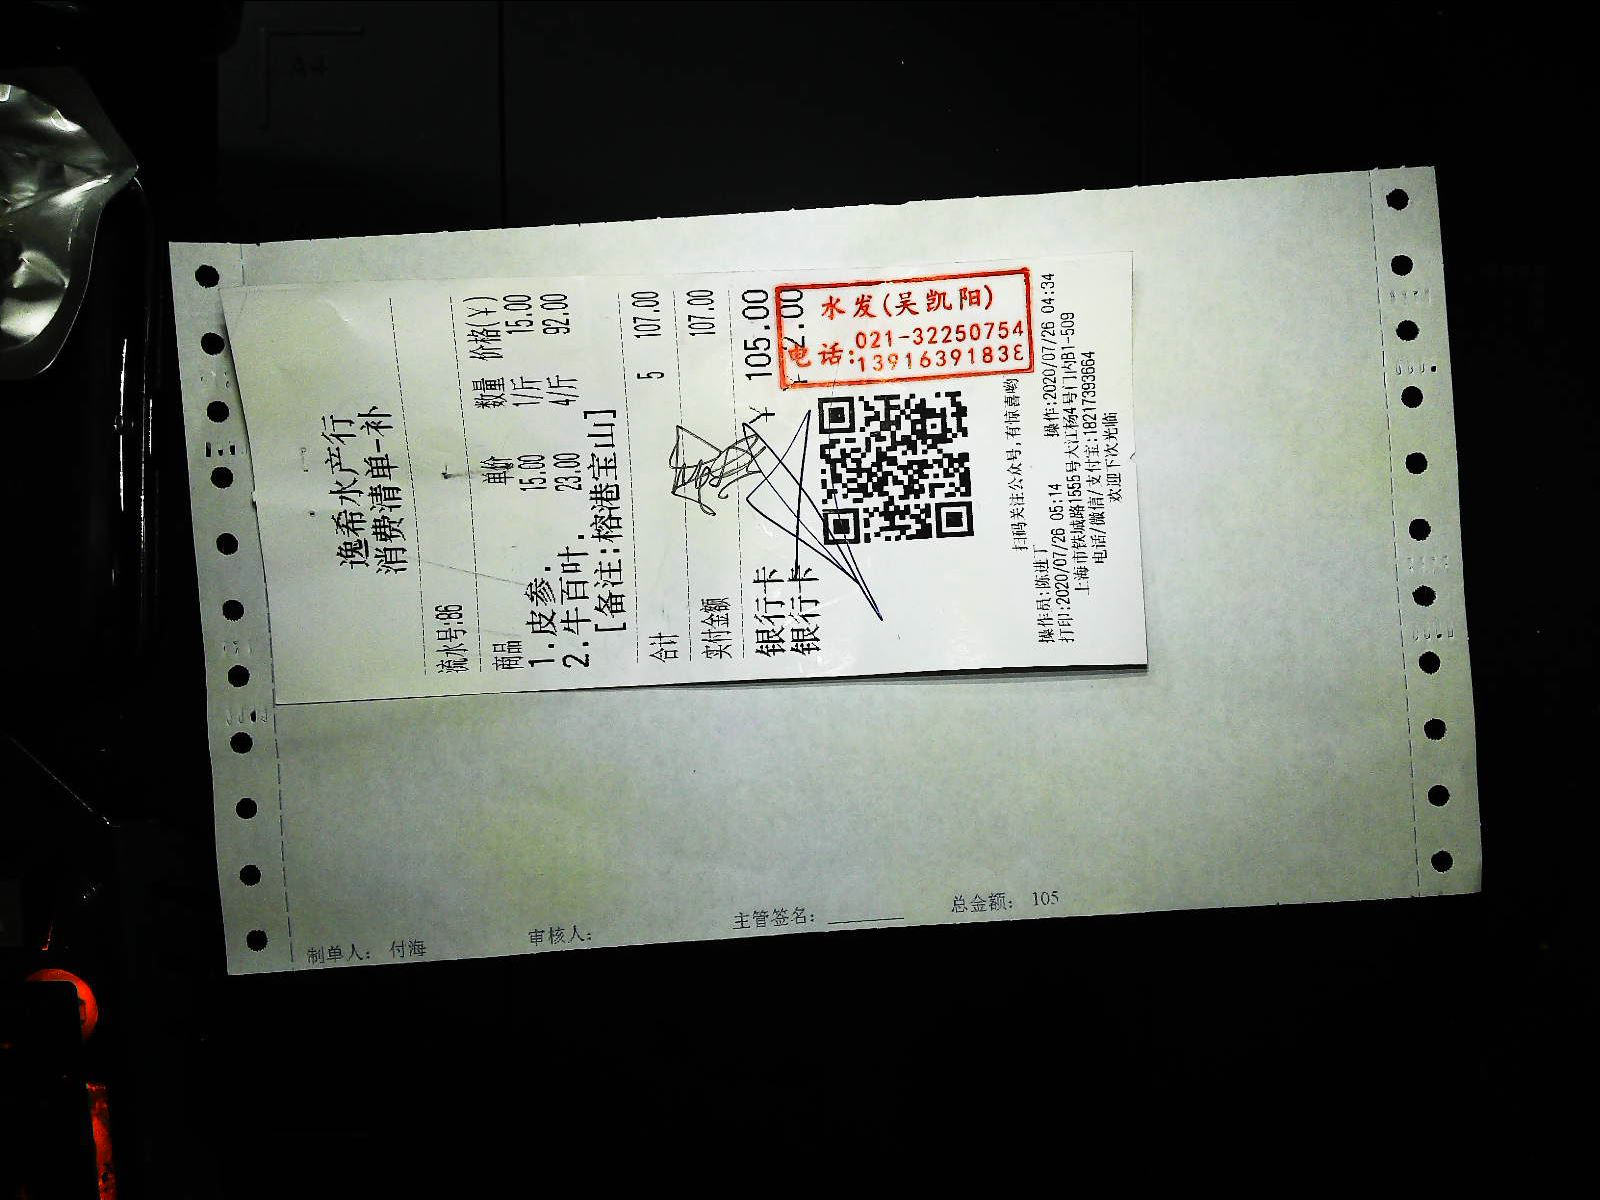 逸希水产行
消费清单-补
流水号:86
商品 单价 数量 价格(¥)
1.皮参. 15.00 1/斤 15.00
2.牛百叶. 23.00 4/斤 92.00
[备注:榕港宝山]
合计 5 107.00
实付金额 107.00
银行卡 ¥ 105.00
银行卡 2.00
水发(吴凯阳)
电话:021-32250754
1391639183
扫码关注公众号,有惊喜哟
操作员:陈进丁 操作:2020/07/26 04:34
打印:2020/07/26 05:14
上海市铁城路1555号大江杨4号门内B1-509
电话/微信/支付宝:18217393664
欢迎下次光临
制单人: 付海 审核人: 主管签名: 总金额: 105